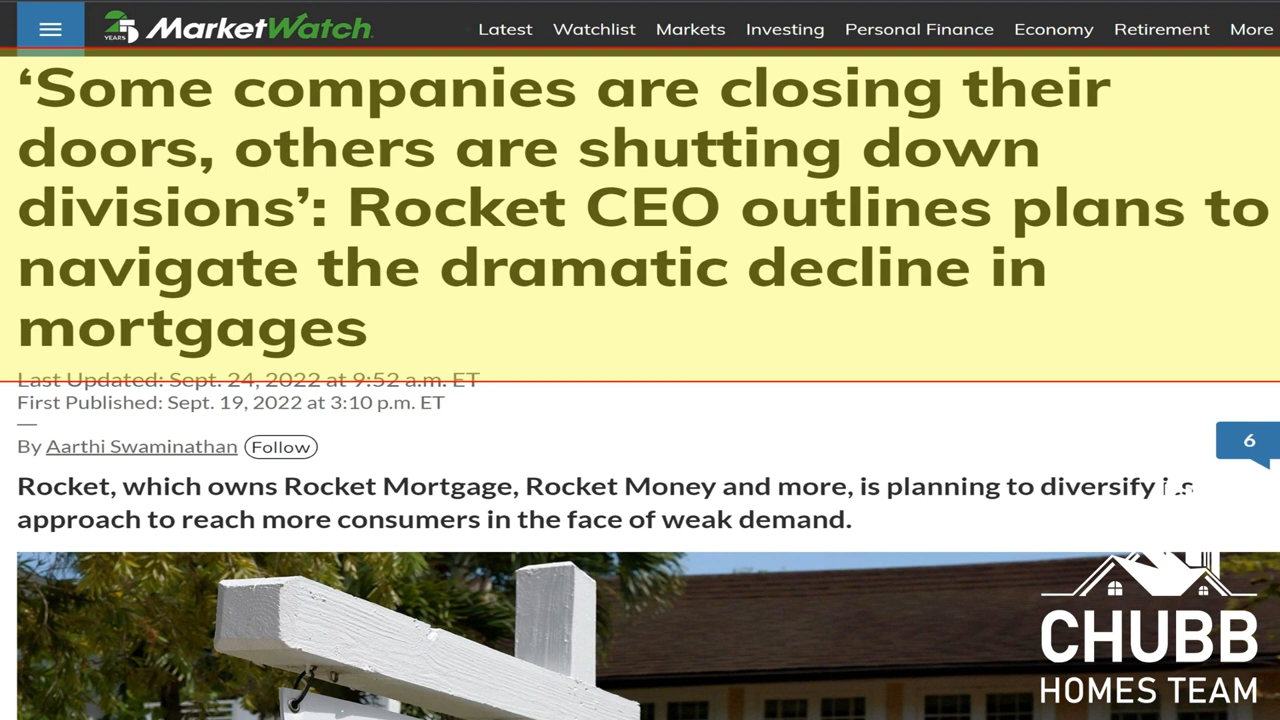 25 YEARS MarketWatch Latest Watchlist Markets Investing Personal Finance Economy Retirement More
‘Some companies are closing their
doors, others are shutting down
divisions’: Rocket CEO outlines plans to
navigate the dramatic decline in
mortgages
Last Updated: Sept. 24, 2022 at 9:52 a.m. ET
First Published: Sept. 19, 2022 at 3:10 p.m. ET
By Aarthi Swaminathan Follow
6
Rocket, which owns Rocket Mortgage, Rocket Money and more, is planning to diversify its
approach to reach more consumers in the face of weak demand.
CHUBB
HOMES TEAM